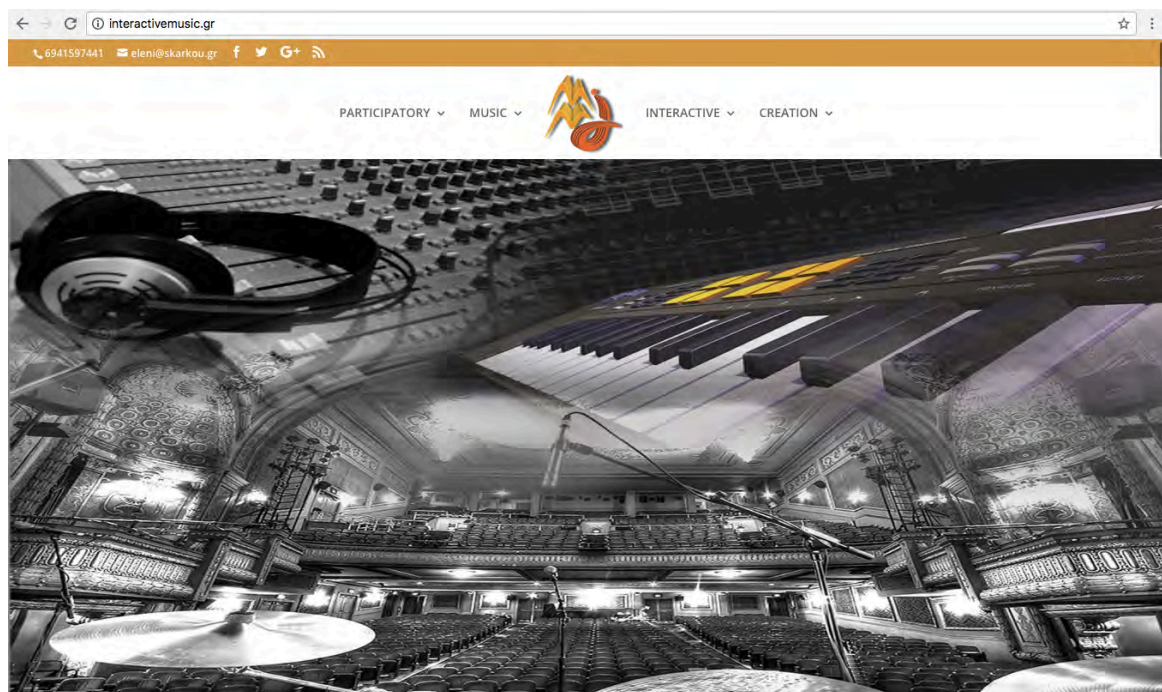 interactivemusic.gr
6941597441 eleni@skarkou.gr G+
PARTICIPATORY MUSIC INTERACTIVE CREATION